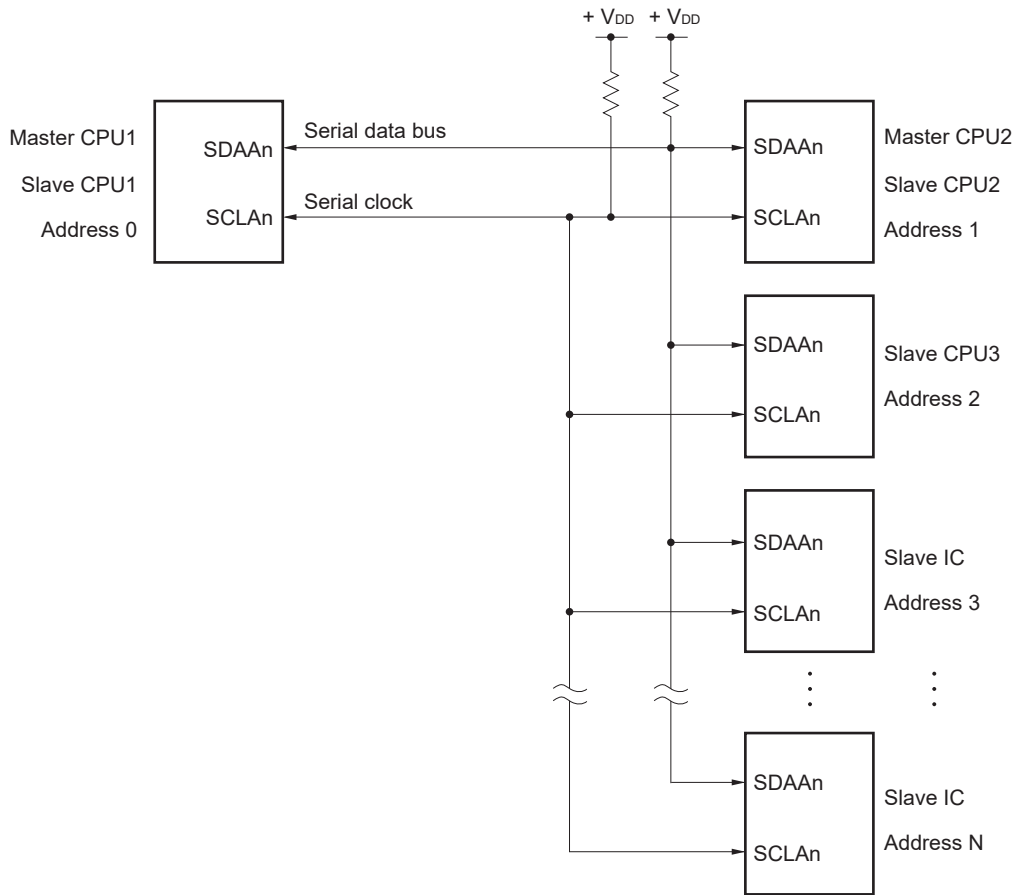 + VDD
+ VDD
Master CPU1
Slave CPU1
Address 0
SDAAn
SCLAn
Serial data bus
Serial clock
SDAAn
SCLAn
Master CPU2
Slave CPU2
Address 1
SDAAn
SCLAn
Slave CPU3
Address 2
SDAAn
SCLAn
Slave IC
Address 3
SDAAn
SCLAn
Slave IC
Address N